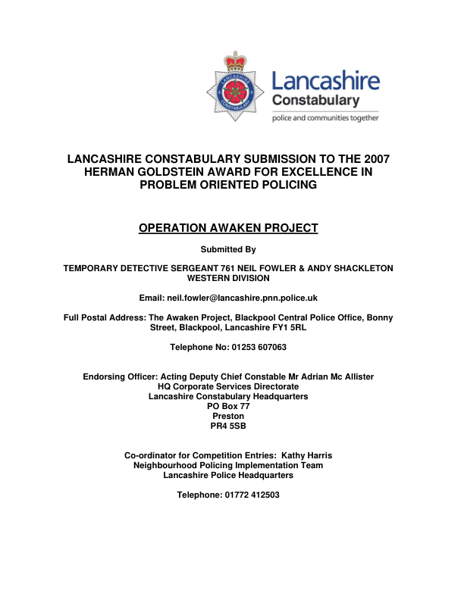 Lancashire
Constabulary
police and communities together
LANCASHIRE CONSTABULARY SUBMISSION TO THE 2007
HERMAN GOLDSTEIN AWARD FOR EXCELLENCE IN
PROBLEM ORIENTED POLICING
OPERATION AWAKEN PROJECT
Submitted By
TEMPORARY DETECTIVE SERGEANT 761 NEIL FOWLER & ANDY SHACKLETON
WESTERN DIVISION
Email: neil.fowler@lancashire.pnn.police.uk
Full Postal Address: The Awaken Project, Blackpool Central Police Office, Bonny
Street, Blackpool, Lancashire FY1 5RL
Telephone No: 01253 607063
Endorsing Officer: Acting Deputy Chief Constable Mr Adrian Mc Allister
HQ Corporate Services Directorate
Lancashire Constabulary Headquarters
PO Box 77
Preston
PR4 5SB
Co-ordinator for Competition Entries:  Kathy Harris
Neighbourhood Policing Implementation Team
Lancashire Police Headquarters
Telephone: 01772 412503